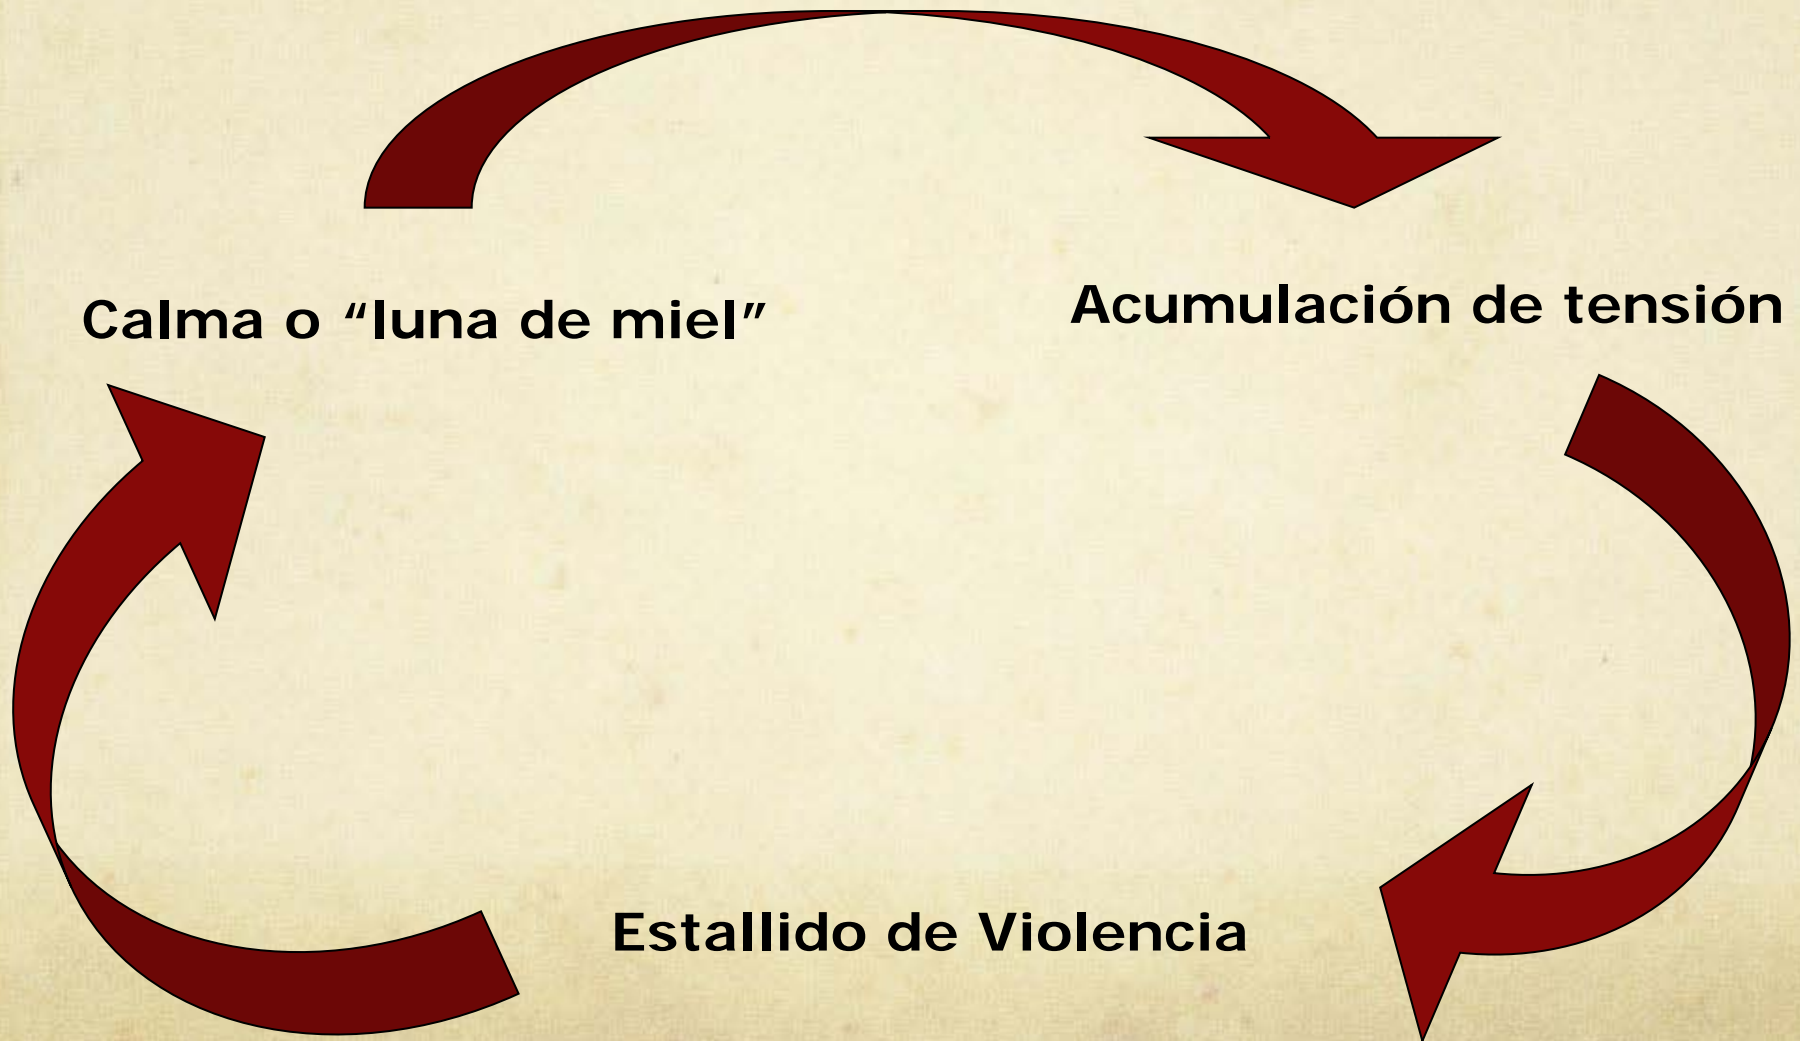 Calma o “luna de miel”
Acumulación de tensión
Estallido de Violencia